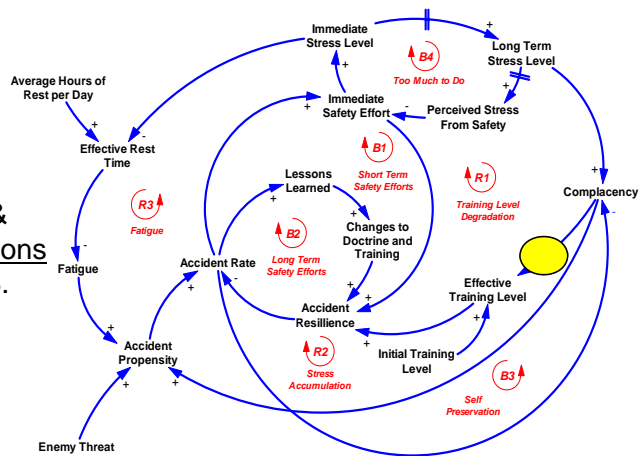 Immediate
Stress Level
B4
Too Much to Do
Long Term
Stress Level
Average Hours of
Rest per Day
Immediate
Safety Effort
Perceived Stress
From Safety
Effective Rest
Time
B1
Short Term
Safety Efforts
Lessons
Learned
R1
Training Level
Degradation
Complacency
R3
Fatigue
&
ions
.
B2
Long Term
Safety Efforts
Changes to
Doctrine and
Training
Fatigue
Accident Rate
Effective
Training Level
Accident
Resillience
Accident
Propensity
R2
Stress
Accumulation
Initial Training
Level
B3
Self
Preservation
Enemy Threat
+
+
+
+
-
+
-
+
+
-
+
+
-
-
+
+
-
+
+
+
+
+
+
+